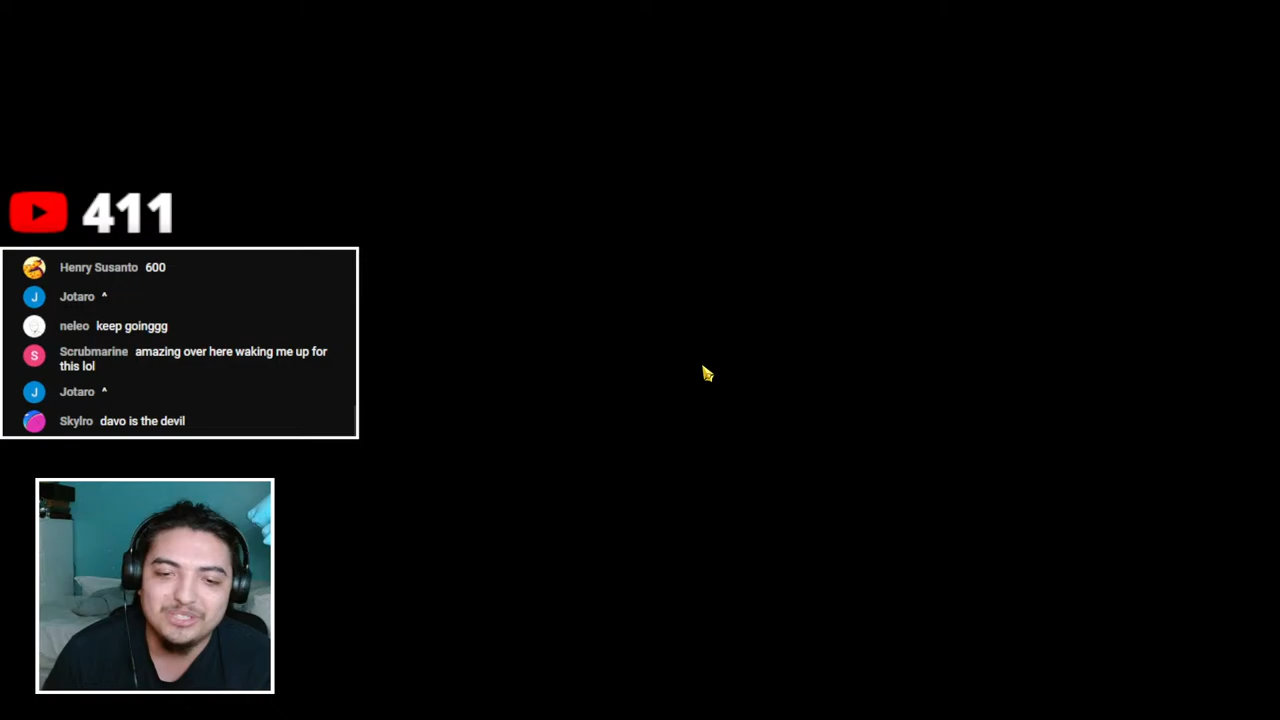 411
Henry Susanto 600
Jotaro ^
neleo keep goinggg
Scrubmarine amazing over here waking me up for
this lol
Jotaro ^
Skylro davo is the devil
J
S
J